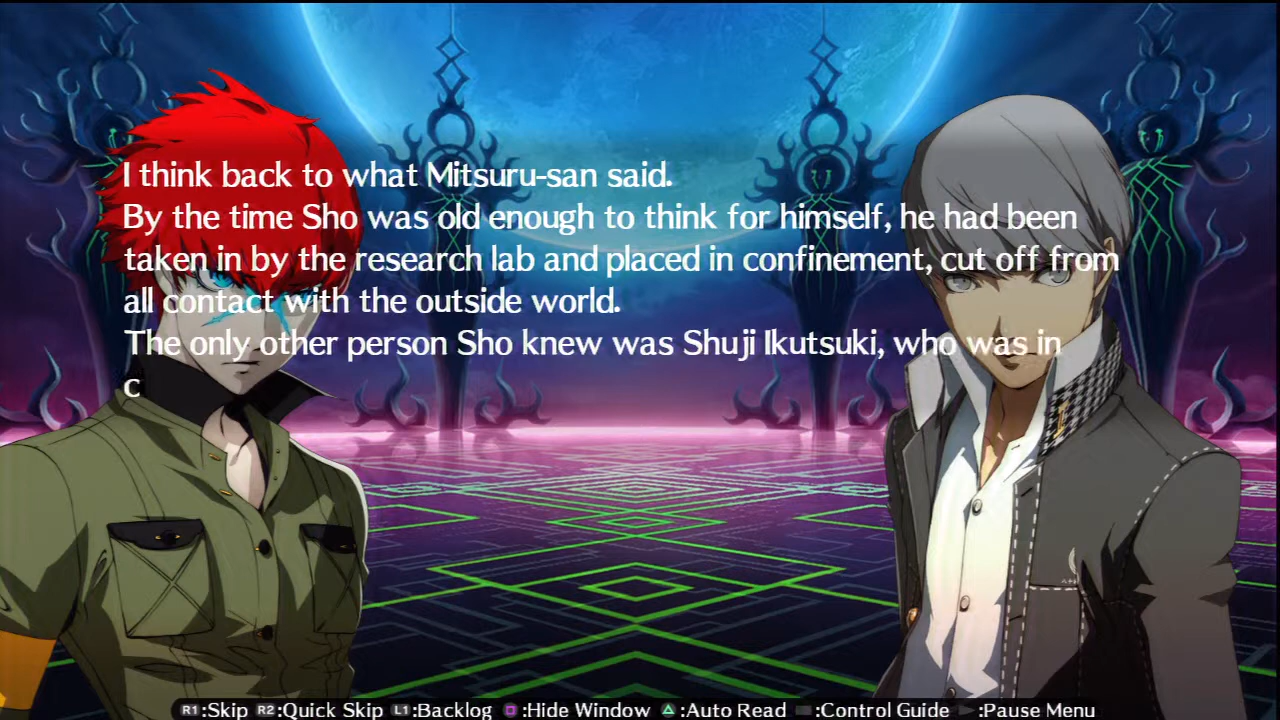 I think back to what Mitsuru-san said.
By the time Sho was old enough to think for himself, he had been
taken in by the research lab and placed in confinement, cut off from
all contact with the outside world.
The only other person Sho knew was Shuji Ikutsuki, who was in
c
R1:Skip R2:Quick Skip L1:Backlog :Hide Window :Auto Read :Control Guide :Pause Menu